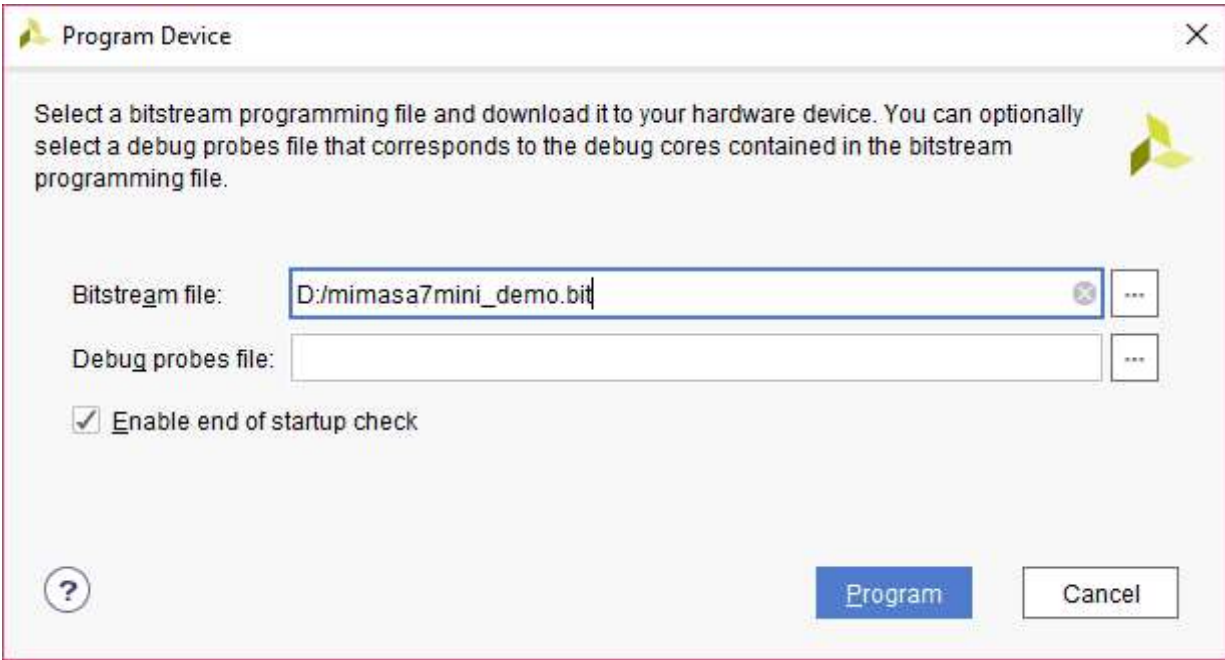 Program Device
Select a bitstream programming file and download it to your hardware device. You can optionally
select a debug probes file that corresponds to the debug cores contained in the bitstream
programming file.
Bitstream file: D:/mimasa7mini_demo.bit ...
Debug probes file: ...
Enable end of startup check
? Program Cancel